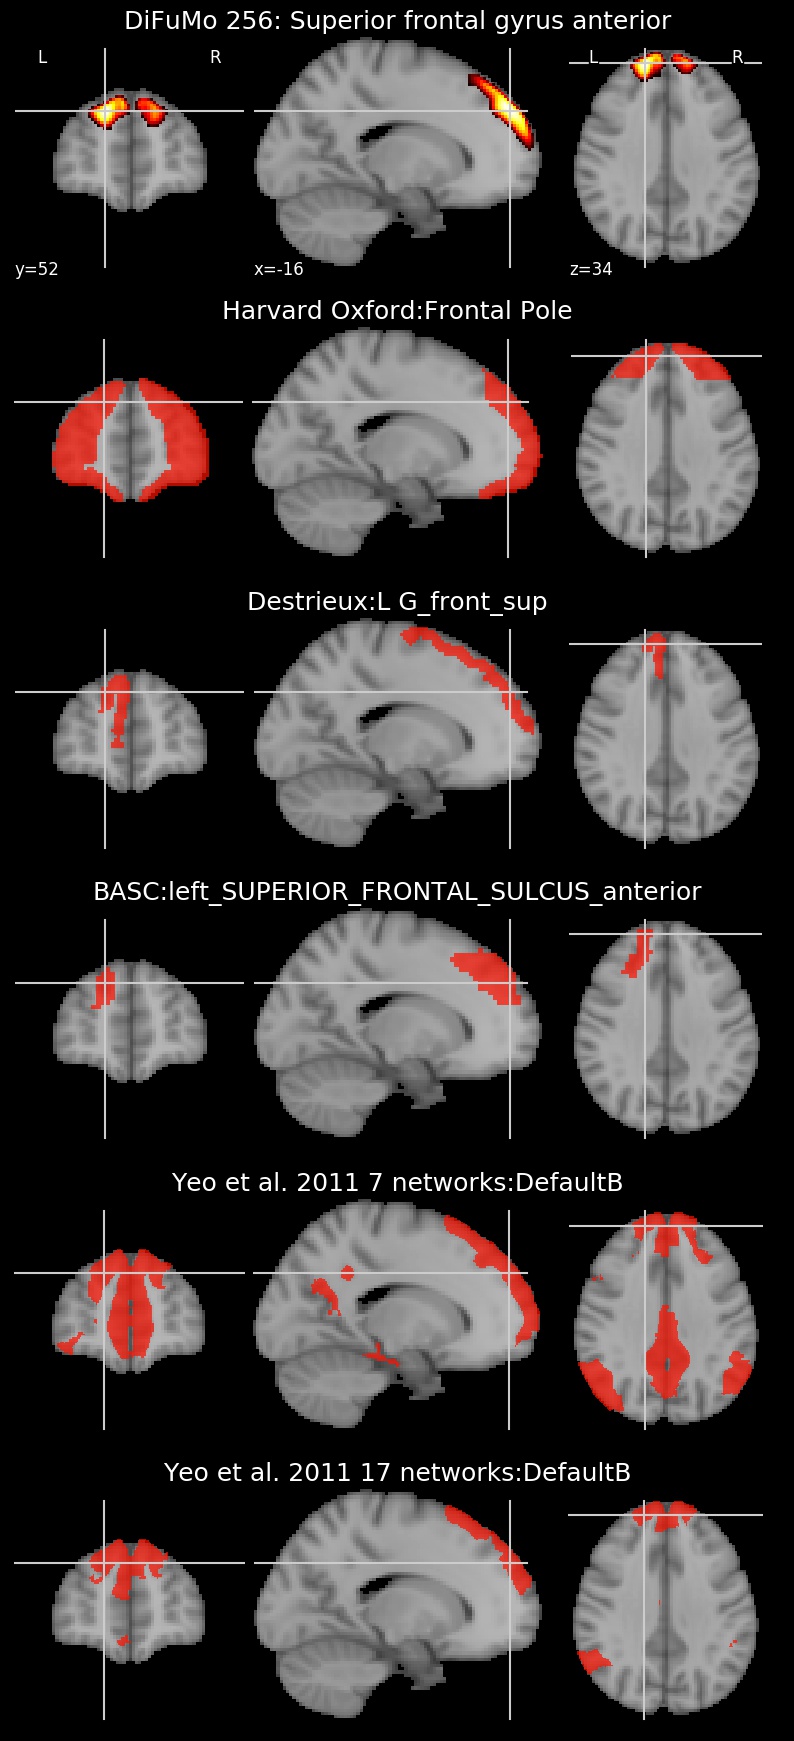 DiFuMo 256: Superior frontal gyrus anterior
L R L R
y=52 x=-16 z=34
Harvard Oxford:Frontal Pole
Destrieux:L G_front_sup
BASC:left_SUPERIOR_FRONTAL_SULCUS_anterior
Yeo et al. 2011 7 networks:DefaultB
Yeo et al. 2011 17 networks:DefaultB